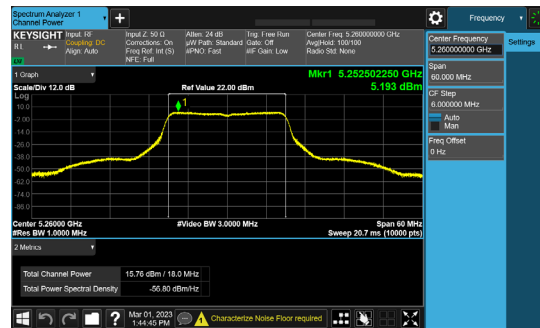 Spectrum Analyzer 1
Channel Power
+
Frequency
KEYSIGHT
Input: RF
Coupling: DC
Align: Auto
Input Z: 50 Ω
Corrections: On
Freq Ref: Int (S)
NFE: Full
Atten: 24 dB
µW Path: Standard
#PNO: Fast
Trig: Free Run
Gate: Off
#IF Gain: Low
Center Freq: 5.260000000 GHz
Avg|Hold: 100/100
Radio Std: None
RL
1 Graph
Scale/Div 12.0 dB
Ref Value 22.00 dBm
Mkr1 5.252502250 GHz
5.193 dBm
Log
10.0
-2.00
-14.0
-26.0
-38.0
-50.0
-62.0
-74.0
-86.0
1
Center 5.26000 GHz
#Res BW 1.0000 MHz
#Video BW 3.0000 MHz
Span 60 MHz
Sweep 20.7 ms (10000 pts)
2 Metrics
Total Channel Power
15.76 dBm / 18.0 MHz
Total Power Spectral Density
-56.80 dBm/Hz
?
Mar 01, 2023
1:44:45 PM
Characterize Noise Floor required
Center Frequency
5.260000000 GHz
Settings
Span
60.000 MHz
CF Step
6.000000 MHz
Auto
Man
Freq Offset
0 Hz